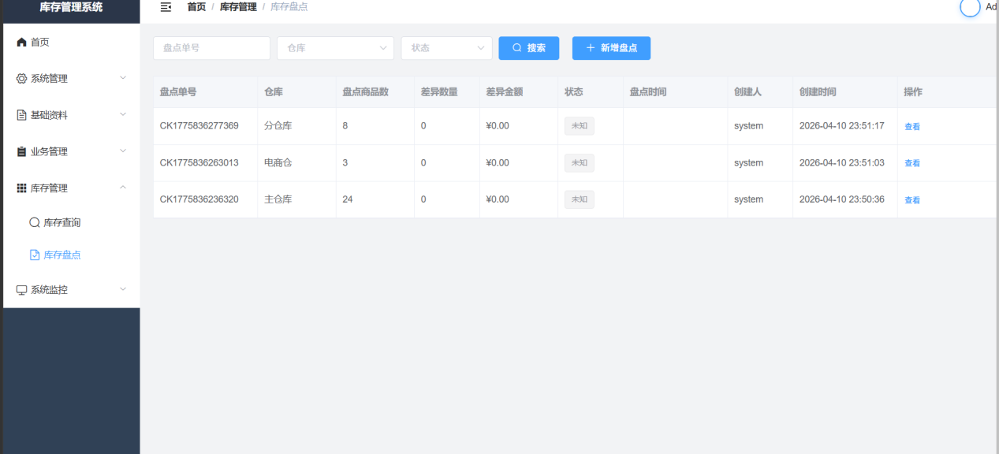 库存管理系统
首页 / 库存管理 / 库存盘点
Ad
首页
系统管理
基础资料
业务管理
库存管理
库存查询
库存盘点
系统监控
盘点单号 仓库 状态 搜索 新增盘点
盘点单号 仓库 盘点商品数 差异数量 差异金额 状态 盘点时间 创建人 创建时间 操作
CK1775836277369 分仓库 8 0 ¥0.00 未知 system 2026-04-10 23:51:17 查看
CK1775836263013 电商仓 3 0 ¥0.00 未知 system 2026-04-10 23:51:03 查看
CK1775836236320 主仓库 24 0 ¥0.00 未知 system 2026-04-10 23:50:36 查看